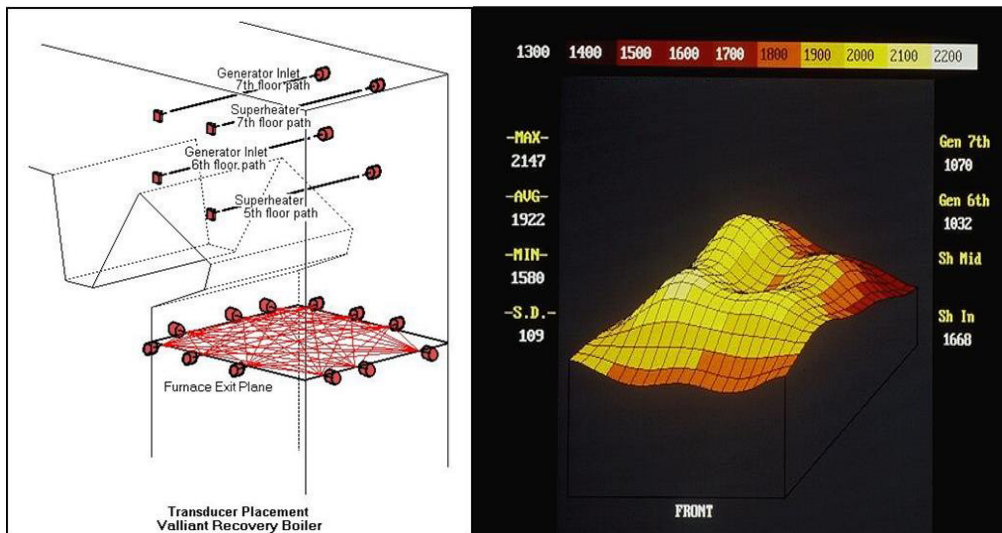 Generator Inlet
7th floor path
Superheater
7th floor path
Generator Inlet
6th floor path
Superheater
5th floor path
Furnace Exit Plane
Transducer Placement
Valliant Recovery Boiler
1300 1400 1500 1600 1700 1800 1900 2000 2100 2200
-MAX-
2147
-AVG-
1922
-MIN-
1580
-S.D.-
109
Gen 7th
1070
Gen 6th
1032
Sh Mid
Sh In
1668
FRONT